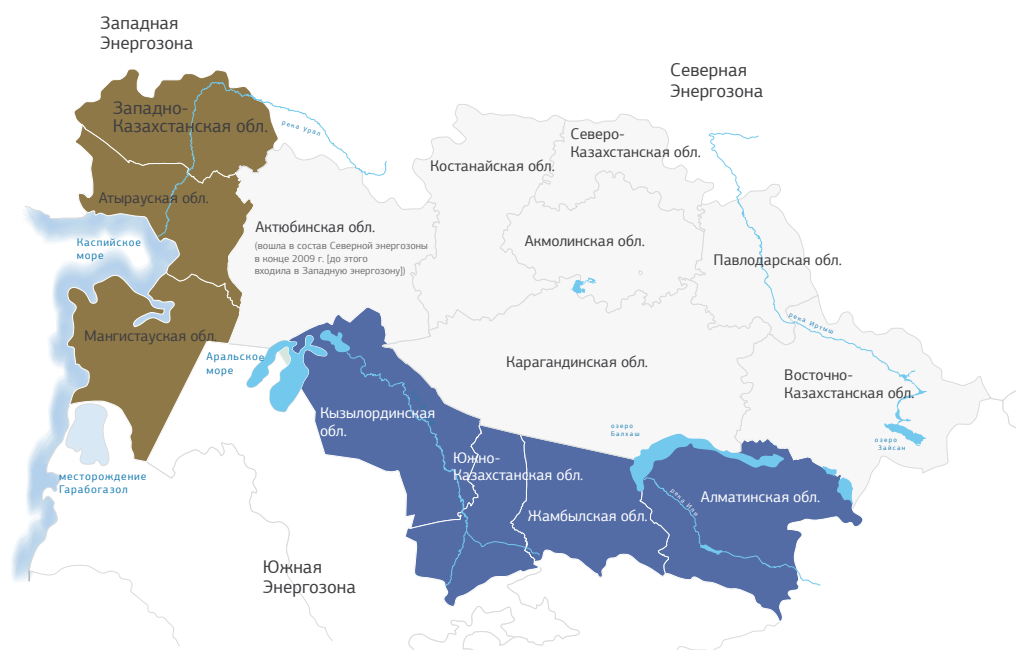 Западная
Энергозона
Северная
Энергозона
Западно-
Казахстанская обл.
река Урал
Северо-
Казахстанская обл.
Костанайская обл.
Атырауская обл.
Актюбинская обл.
(вошла в состав Северной энергозоны
в конце 2009 г. [до этого
входила в Западную энергозону])
Акмолинская обл.
Каспийское
море
Павлодарская обл.
река Иртыш
Мангистауская обл.
Аральское
море
Карагандинская обл.
Восточно-
Казахстанская обл.
Кызылординская
обл.
озеро
Балхаш
озеро
Зайсан
Южно-
Казахстанская обл.
месторождение
Гарабогазол
река Или
Алматинская обл.
Жамбылская обл.
Южная
Энергозона